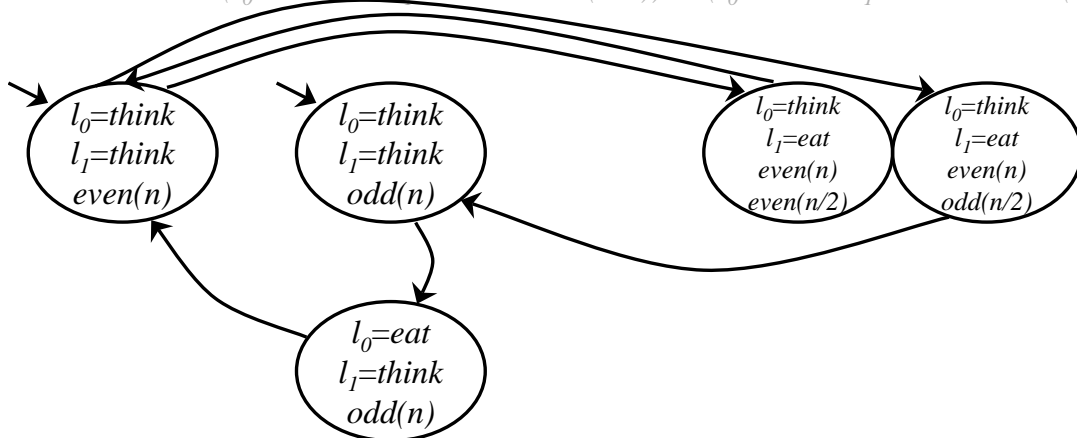 l₀=think
l₁=think
even(n)
l₀=think
l₁=think
odd(n)
l₀=think
l₁=eat
even(n)
even(n/2)
l₀=think
l₁=eat
even(n)
odd(n/2)
l₀=eat
l₁=think
odd(n)